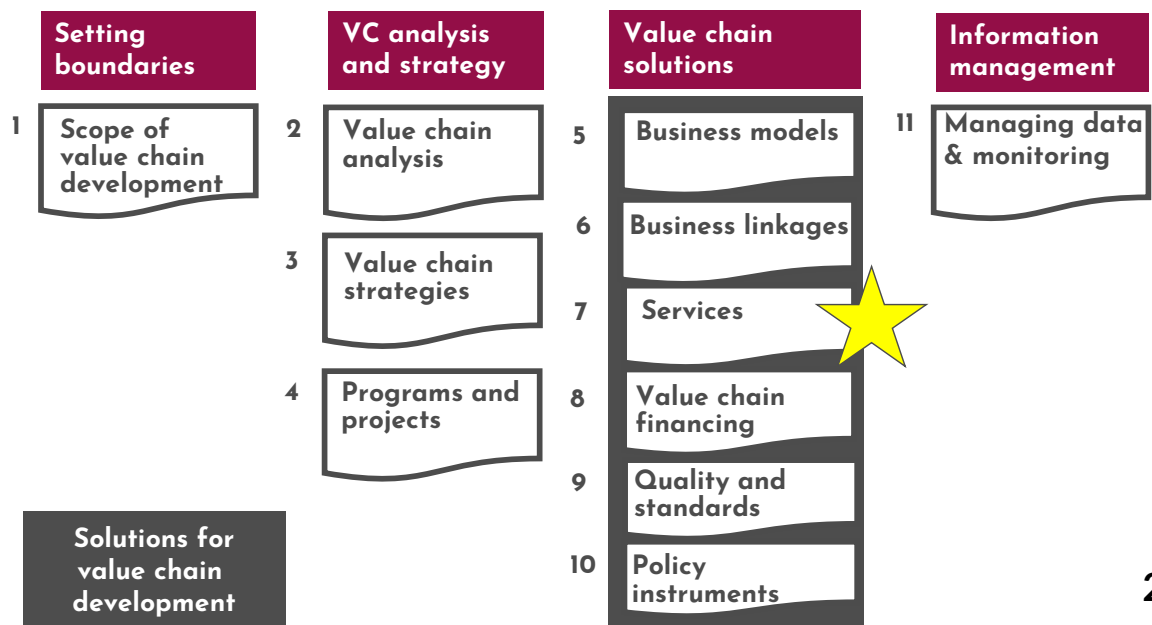 Setting
boundaries
1
Scope of
value chain
development
VC analysis
and strategy
2
Value chain
analysis
3
Value chain
strategies
4
Programs and
projects
Value chain
solutions
5
Business models
6
Business linkages
7
Services
8
Value chain
financing
9
Quality and
standards
10
Policy
instruments
Information
management
11
Managing data
& monitoring
Solutions for
value chain
development
2